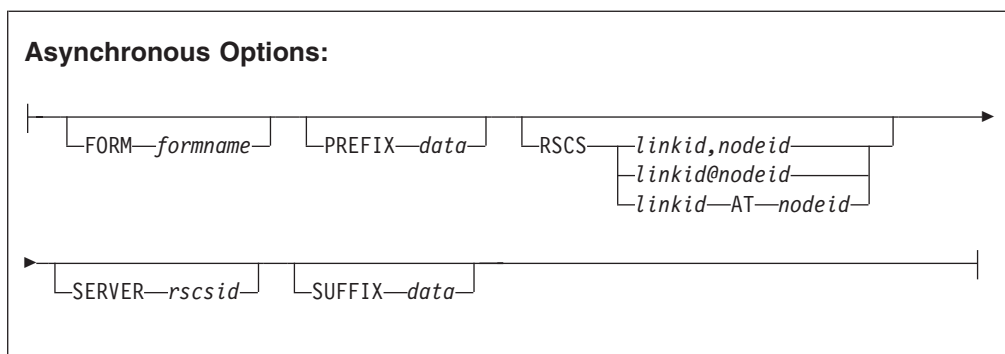 Asynchronous Options:
FORM formname PREFIX data RSCS linkid,nodeid
linkid@nodeid
linkid AT nodeid
SERVER rscsid SUFFIX data